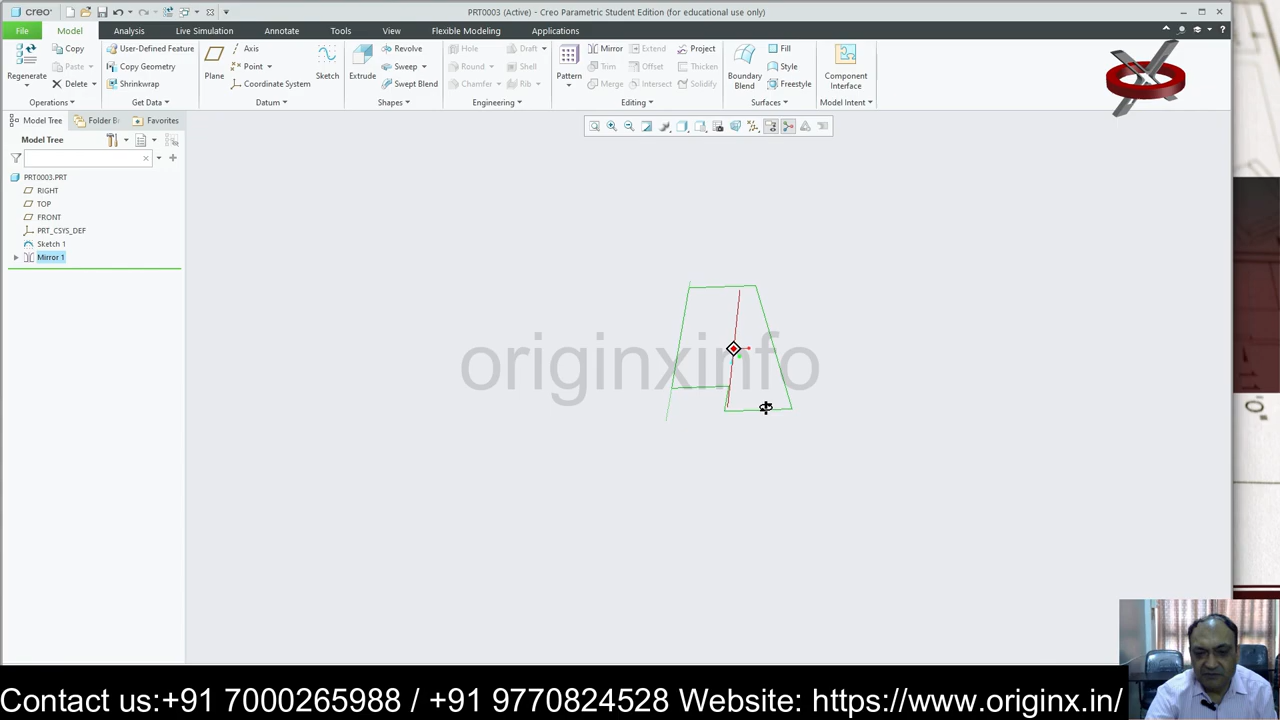 creo
PRT0003 (Active) - Creo Parametric Student Edition (for educational use only)
File Model Analysis Live Simulation Annotate Tools View Flexible Modeling Applications
Regenerate
Copy
Paste
Delete
Operations
User-Defined Feature
Copy Geometry
Shrinkwrap
Get Data
Plane
Axis
Point
Coordinate System
Sketch
Datum
Extrude
Revolve
Sweep
Swept Blend
Shapes
Hole
Round
Chamfer
Draft
Shell
Rib
Engineering
Pattern
Mirror
Trim
Merge
Extend
Offset
Intersect
Project
Thicken
Solidify
Editing
Boundary
Blend
Fill
Style
Freestyle
Surfaces
Component
Interface
Model Intent
Model Tree Folder B Favorites
Model Tree
PRT0003.PRT
RIGHT
TOP
FRONT
PRT_CSYS_DEF
Sketch 1
Mirror 1
originxinfo
Contact us:+91 7000265988 / +91 9770824528 Website: https://www.originx.in/